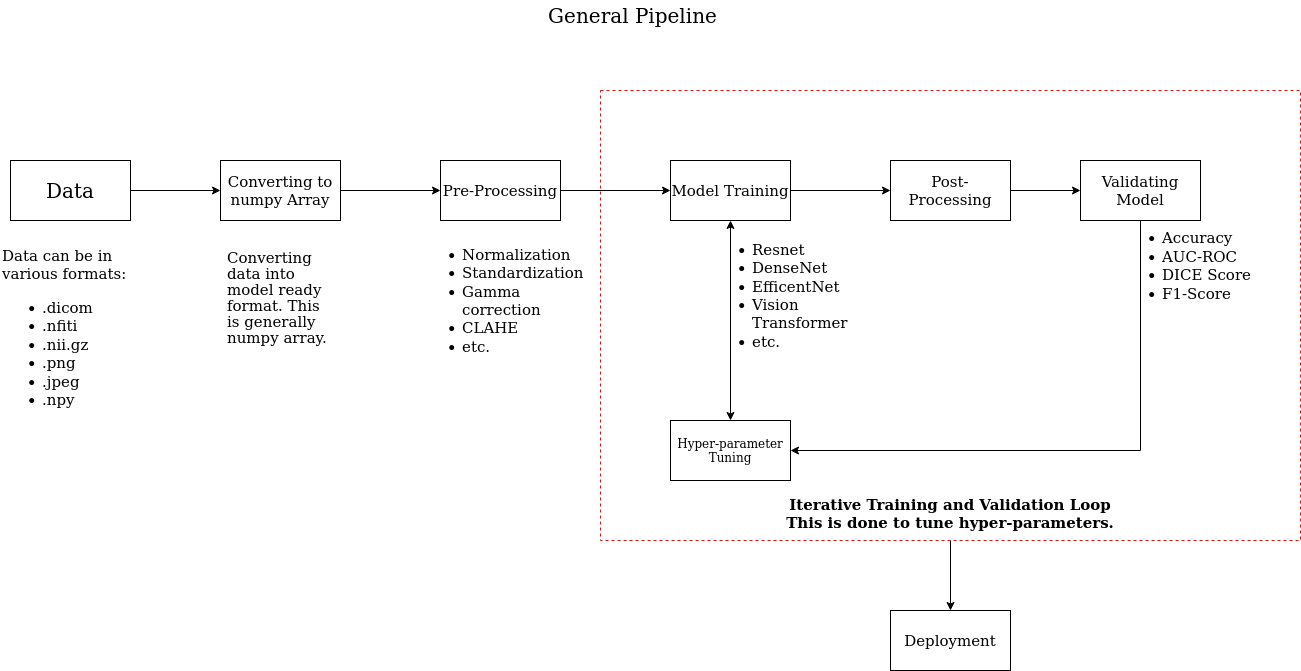 General Pipeline
Data
Converting to
numpy Array
Pre-Processing
Model Training
Post-
Processing
Validating
Model
Data can be in
various formats:
• .dicom
• .nfiti
• .nii.gz
• .png
• .jpeg
• .npy
Converting
data into
model ready
format. This
is generally
numpy array.
• Normalization
• Standardization
• Gamma
correction
• CLAHE
• etc.
• Resnet
• DenseNet
• EfficentNet
• Vision
Transformer
• etc.
• Accuracy
• AUC-ROC
• DICE Score
• F1-Score
Hyper-parameter
Tuning
Iterative Training and Validation Loop
This is done to tune hyper-parameters.
Deployment